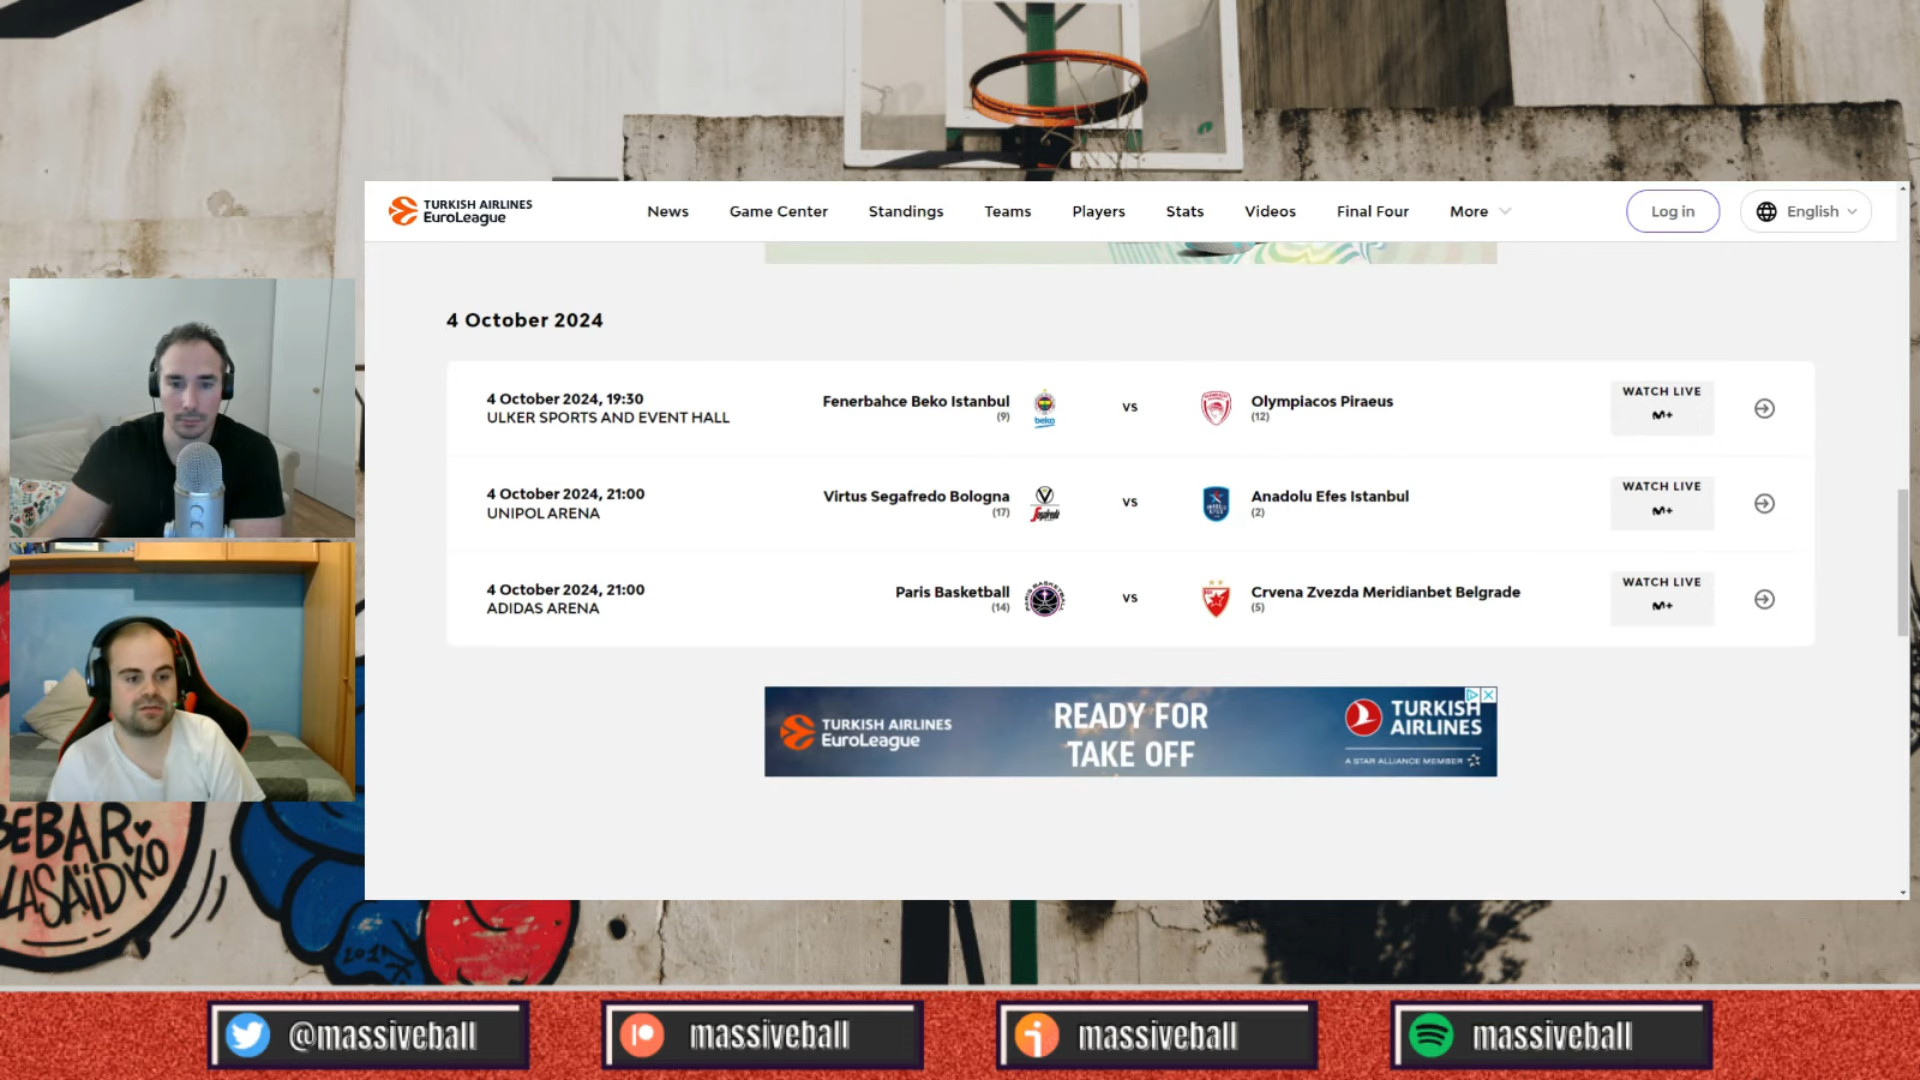 TURKISH AIRLINES
EuroLeague
News Game Center Standings Teams Players Stats Videos Final Four More Log in English
4 October 2024
4 October 2024, 19:30
ULKER SPORTS AND EVENT HALL
Fenerbahce Beko Istanbul
(9)
beko
vs
Olympiacos Piraeus
(12)
WATCH LIVE
M+
4 October 2024, 21:00
UNIPOL ARENA
Virtus Segafredo Bologna
(17)
Segafredo
vs
Anadolu Efes Istanbul
(2)
WATCH LIVE
M+
4 October 2024, 21:00
ADIDAS ARENA
Paris Basketball
(14)
vs
Crvena Zvezda Meridianbet Belgrade
(5)
WATCH LIVE
M+
TURKISH AIRLINES
EuroLeague
READY FOR
TAKE OFF
TURKISH
AIRLINES
A STAR ALLIANCE MEMBER
BEBAR
LASAÏDKO
@massiveball
massiveball
massiveball
massiveball